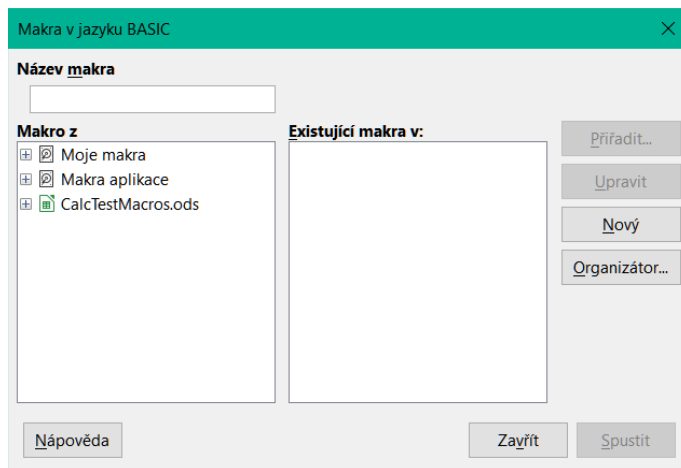 Makra v jazyku BASIC
Název makra
Makro z
Existující makra v:
Moje makra
Makra aplikace
CalcTestMacros.ods
Přiřadit...
Upravit
Nový
Organizátor...
Nápověda
Zavřít
Spustit